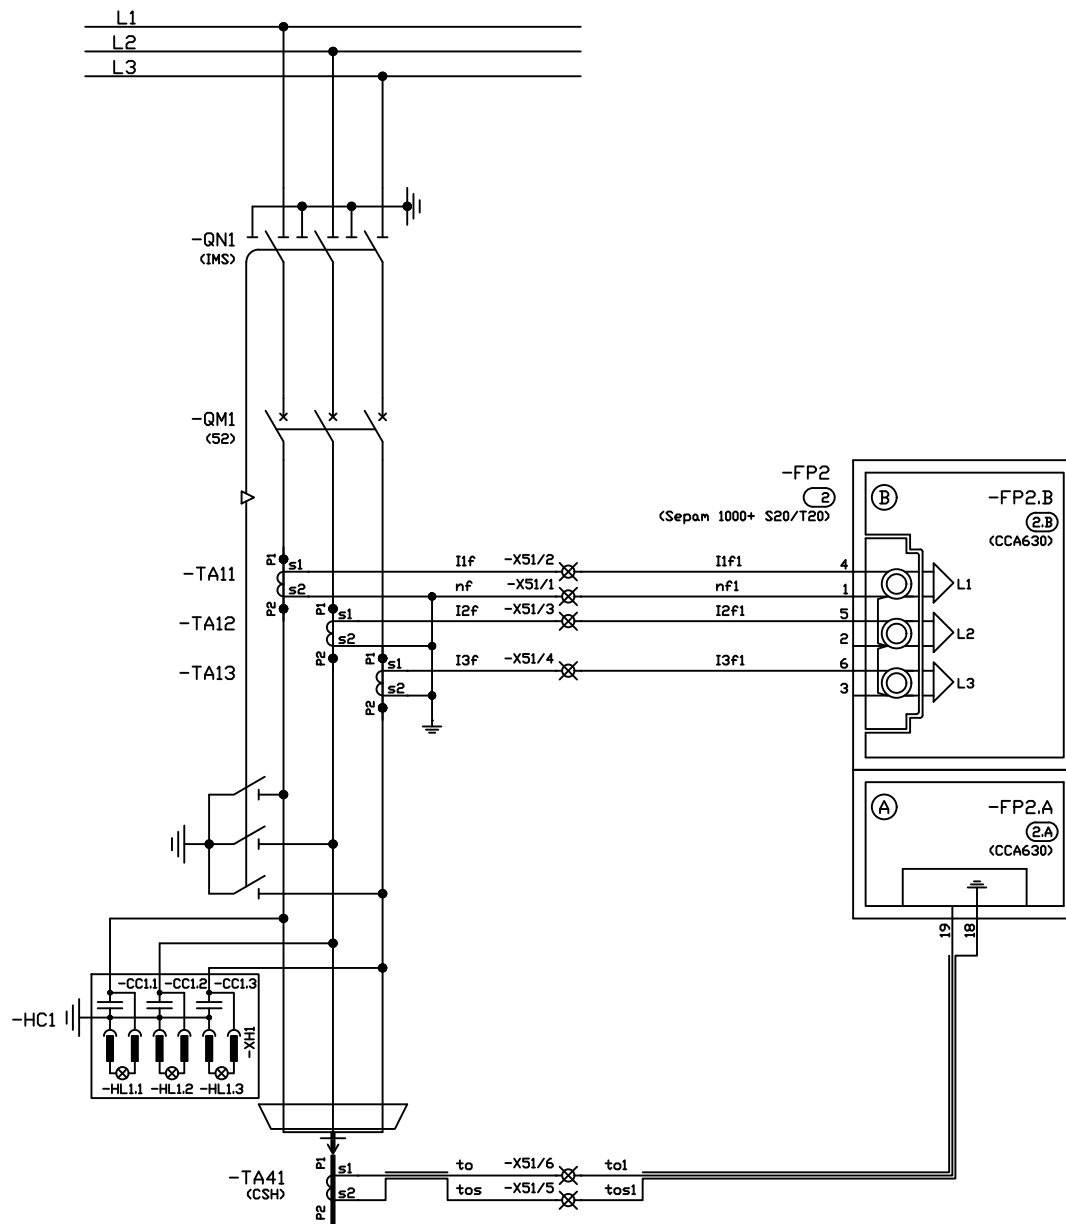 L1
L2
L3
-QN1
(IMS)
-QM1
(52)
-FP2
2
(Sepam 1000+ S20/T20)
B
-FP2.B
2.B
(CCA630)
P1
s1
I1f
-X51/2
I1f1
4
-TA11
s2
nf
-X51/1
nf1
1
L1
P2
P1
s1
I2f
-X51/3
I2f1
5
-TA12
s2
2
L2
P2
P1
s1
I3f
-X51/4
I3f1
6
-TA13
s2
3
L3
P2
A
-FP2.A
2.A
(CCA630)
19
18
-CC1.1
-CC1.2
-CC1.3
-HC1
-XH1
-HL1.1
-HL1.2
-HL1.3
P1
s1
to
-X51/6
to1
-TA41
(CSH)
s2
tos
-X51/5
tos1
P2